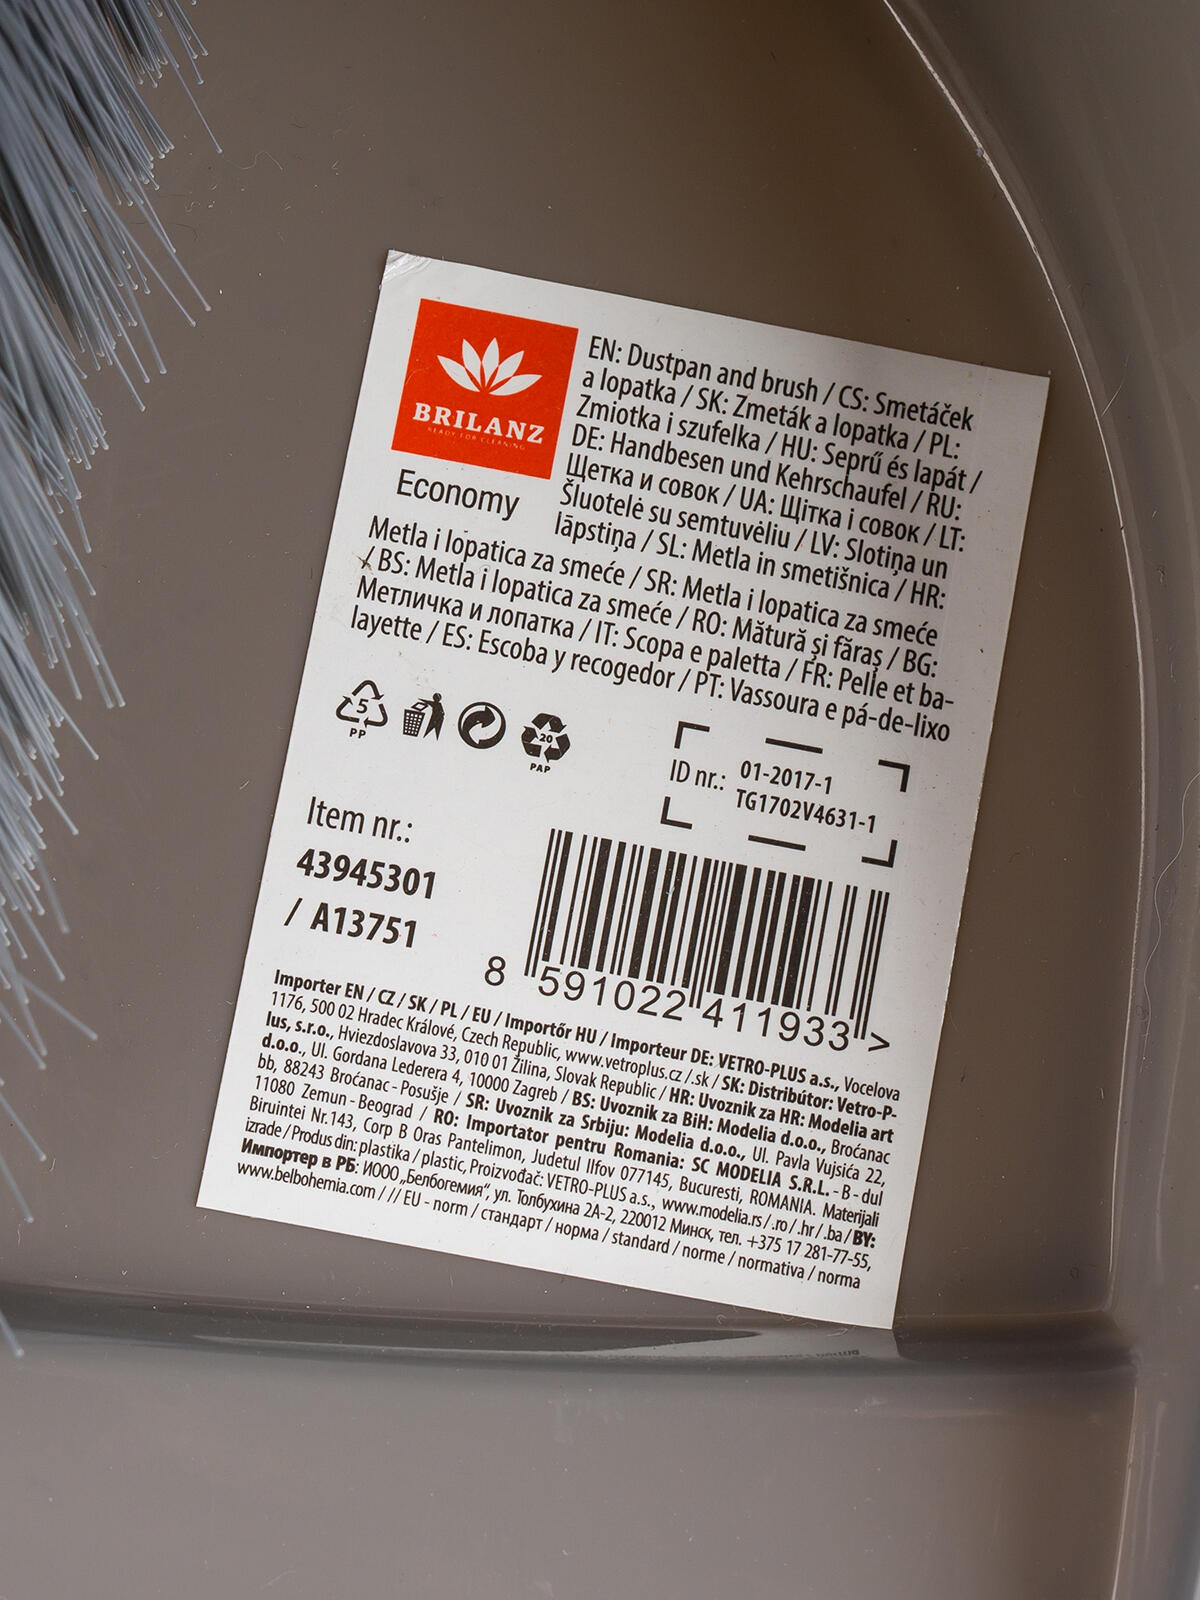 BRILANZ
READY FOR CLEANING
Economy
EN: Dustpan and brush / CS: Smetáček
a lopatka / SK: Zmeták a lopatka / PL:
Zmiotka i szufelka / HU: Seprű és lapát /
DE: Handbesen und Kehrschaufel / RU:
Щетка и совок / UA: Щітка і совок / LT:
Šluotelė su semtuvėliu / LV: Slotiņa un
lāpstiņa / SL: Metla in smetišnica / HR:
Metla i lopatica za smeće / SR: Metla i lopatica za smeće
/ BS: Metla i lopatica za smeće / RO: Mătură și făraș / BG:
Метличка и лопатка / IT: Scopa e paletta / FR: Pelle et ba-
layette / ES: Escoba y recogedor / PT: Vassoura e pá-de-lixo
5
PP
20
PAP
ID nr.: 01-2017-1
TG1702V4631-1
Item nr.:
43945301
/ A13751
8 591022 411933 >
Importer EN / CZ / SK / PL / EU / Importőr HU / Importeur DE: VETRO-PLUS a.s., Vocelova
1176, 500 02 Hradec Králové, Czech Republic, www.vetroplus.cz /.sk / SK: Distribútor: Vetro-P-
lus, s.r.o., Hviezdoslavova 33, 010 01 Žilina, Slovak Republic / HR: Uvoznik za HR: Modelia art
d.o.o., Ul. Gordana Lederera 4, 10000 Zagreb / BS: Uvoznik za BiH: Modelia d.o.o., Broćanac
bb, 88243 Broćanac - Posušje / SR: Uvoznik za Srbiju: Modelia d.o.o., Ul. Pavla Vujsića 22,
11080 Zemun - Beograd / RO: Importator pentru Romania: SC MODELIA S.R.L. - B - dul
Biruintei Nr.143, Corp B Oras Pantelimon, Judetul Ilfov 077145, Bucuresti, ROMANIA. Materijali
izrade / Produs din: plastika / plastic, Proizvođač: VETRO-PLUS a.s., www.modelia.rs /.ro /.hr /.ba / BY:
Импортер в РБ: ИООО „Белбогемия“, ул. Толбухина 2А-2, 220012 Минск, тел. +375 17 281-77-55,
www.belbohemia.com / // EU - norm / стандарт / норма / standard / norme / normativa / norma